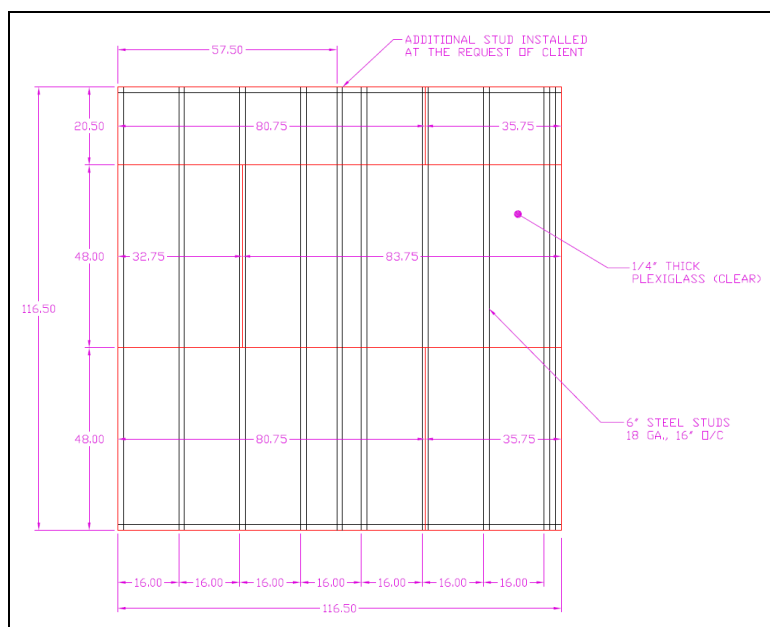 57.50
ADDITIONAL STUD INSTALLED
AT THE REQUEST OF CLIENT
20.50
80.75
35.75
48.00
32.75
83.75
1/4" THICK
PLEXIGLASS (CLEAR)
116.50
6" STEEL STUDS
18 GA., 16" O/C
48.00
80.75
35.75
16.00 16.00 16.00 16.00 16.00 16.00 16.00
116.50